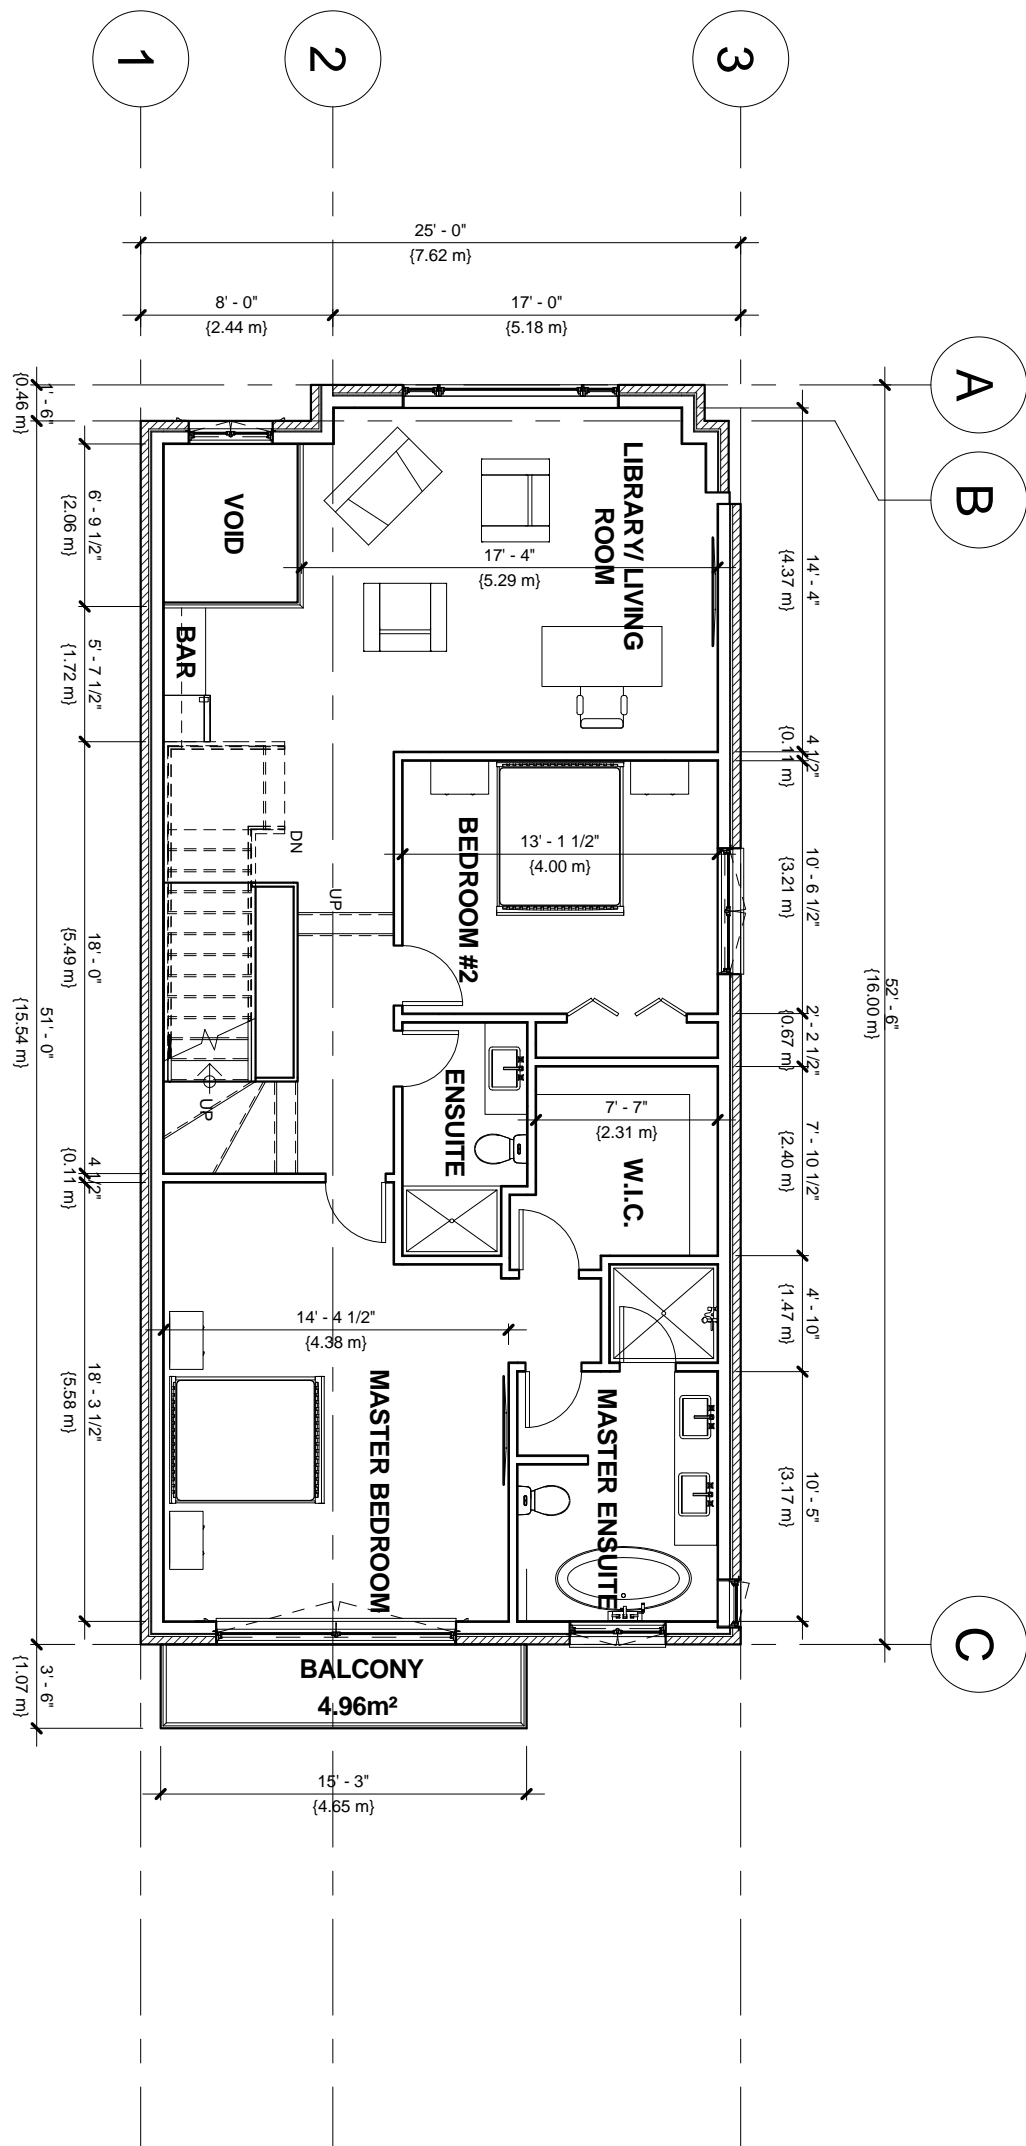 1
2
3
25' - 0"
{7.62 m}
8' - 0"
{2.44 m}
17' - 0"
{5.18 m}
A
B
C
1' - 6"
{0.46 m}
6' - 9 1/2"
{2.06 m}
5' - 7 1/2"
{1.72 m}
18' - 0"
{5.49 m}
51' - 0"
{15.54 m}
4 1/2"
{0.11 m}
18' - 3 1/2"
{5.58 m}
3' - 6"
{1.07 m}
52' - 6"
{16.00 m}
14' - 4"
{4.37 m}
4 1/2"
{0.11 m}
10' - 6 1/2"
{3.21 m}
2' - 2 1/2"
{0.67 m}
7' - 10 1/2"
{2.40 m}
4' - 10"
{1.47 m}
10' - 5"
{3.17 m}
VOID
LIBRARY/ LIVING
ROOM
17' - 4"
{5.29 m}
BAR
DN
UP
UP
BEDROOM #2
13' - 1 1/2"
{4.00 m}
ENSUITE
7' - 7"
{2.31 m}
W.I.C.
14' - 4 1/2"
{4.38 m}
MASTER BEDROOM
MASTER ENSUITE
BALCONY
4.96m²
15' - 3"
{4.65 m}